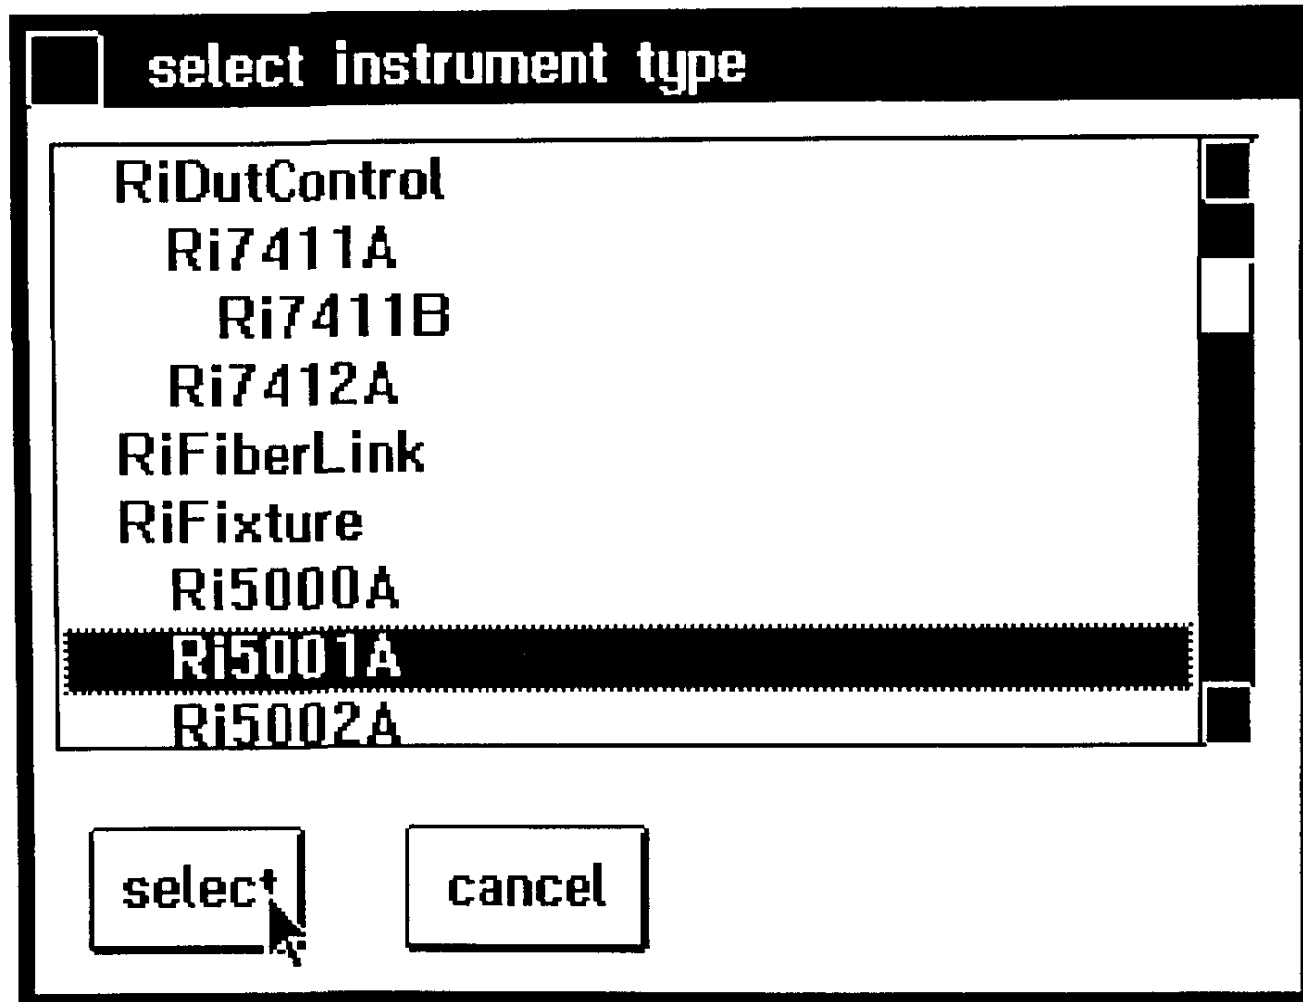 select instrument type
RiDutControl
Ri7411A
Ri7411B
Ri7412A
RiFiberLink
RiFixture
Ri5000A
Ri5001A
Ri5002A
select
cancel